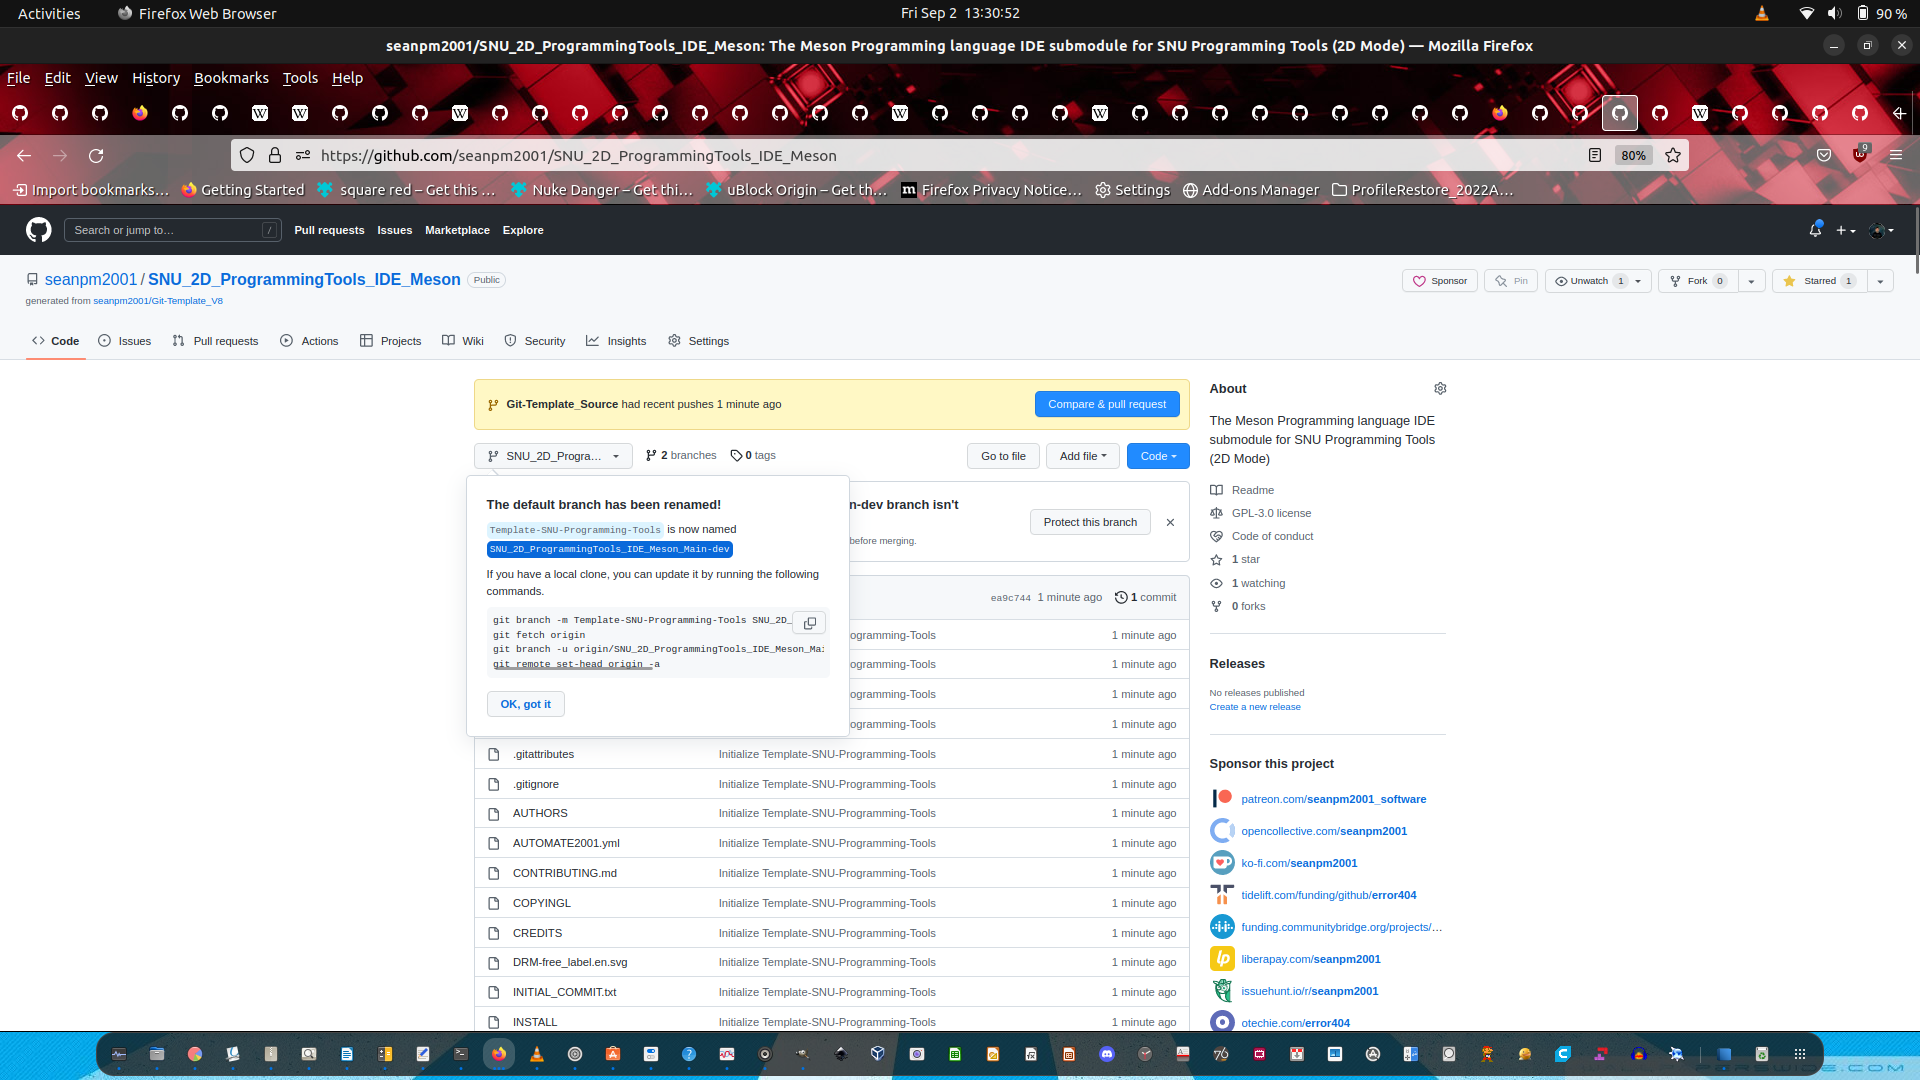 Activities
Firefox Web Browser
Fri Sep 2 13:30:52
90 %
seanpm2001/SNU_2D_ProgrammingTools_IDE_Meson: The Meson Programming language IDE submodule for SNU Programming Tools (2D Mode) — Mozilla Firefox
File Edit View History Bookmarks Tools Help
https://github.com/seanpm2001/SNU_2D_ProgrammingTools_IDE_Meson
80%
9
Import bookmarks…
Getting Started
square red – Get this …
Nuke Danger – Get thi…
uBlock Origin – Get th…
Firefox Privacy Notice…
Settings
Add-ons Manager
ProfileRestore_2022A…
Search or jump to…
/
Pull requests Issues Marketplace Explore
seanpm2001 / SNU_2D_ProgrammingTools_IDE_Meson
Public
generated from seanpm2001/Git-Template_V8
Sponsor
Pin
Unwatch 1
Fork 0
Starred 1
Code
Issues
Pull requests
Actions
Projects
Wiki
Security
Insights
Settings
Git-Template_Source had recent pushes 1 minute ago
Compare & pull request
SNU_2D_Progra…
2 branches
0 tags
Go to file
Add file
Code
The default branch has been renamed!
Template-SNU-Programming-Tools is now named
SNU_2D_ProgrammingTools_IDE_Meson_Main-dev
If you have a local clone, you can update it by running the following
commands.
git branch -m Template-SNU-Programming-Tools SNU_2D_
git fetch origin
git branch -u origin/SNU_2D_ProgrammingTools_IDE_Meson_Mai
git remote set-head origin -a
OK, got it
n-dev branch isn't
before merging.
Protect this branch
ea9c744 1 minute ago
1 commit
ogramming-Tools 1 minute ago
ogramming-Tools 1 minute ago
ogramming-Tools 1 minute ago
ogramming-Tools 1 minute ago
.gitattributes Initialize Template-SNU-Programming-Tools 1 minute ago
.gitignore Initialize Template-SNU-Programming-Tools 1 minute ago
AUTHORS Initialize Template-SNU-Programming-Tools 1 minute ago
AUTOMATE2001.yml Initialize Template-SNU-Programming-Tools 1 minute ago
CONTRIBUTING.md Initialize Template-SNU-Programming-Tools 1 minute ago
COPYINGL Initialize Template-SNU-Programming-Tools 1 minute ago
CREDITS Initialize Template-SNU-Programming-Tools 1 minute ago
DRM-free_label.en.svg Initialize Template-SNU-Programming-Tools 1 minute ago
INITIAL_COMMIT.txt Initialize Template-SNU-Programming-Tools 1 minute ago
INSTALL Initialize Template-SNU-Programming-Tools 1 minute ago
About
The Meson Programming language IDE
submodule for SNU Programming Tools
(2D Mode)
Readme
GPL-3.0 license
Code of conduct
1 star
1 watching
0 forks
Releases
No releases published
Create a new release
Sponsor this project
patreon.com/seanpm2001_software
opencollective.com/seanpm2001
ko-fi.com/seanpm2001
tidelift.com/funding/github/error404
funding.communitybridge.org/projects/…
liberapay.com/seanpm2001
issuehunt.io/r/seanpm2001
otechie.com/error404